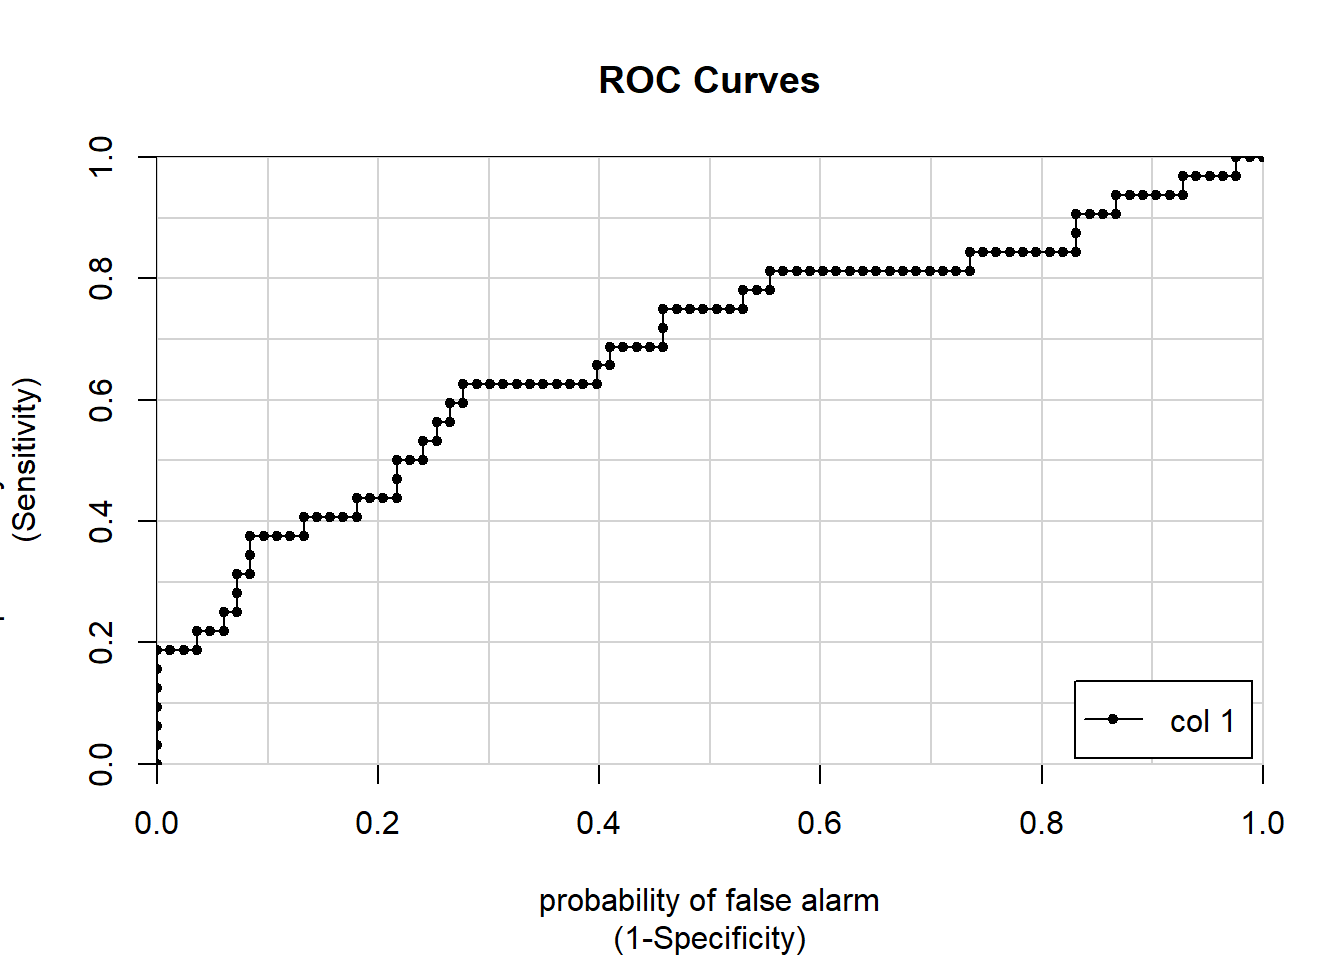 ROC Curves
1.0
0.8
0.6
0.4
0.2
0.0
(Sensitivity)
col 1
0.0 0.2 0.4 0.6 0.8 1.0
probability of false alarm
(1-Specificity)